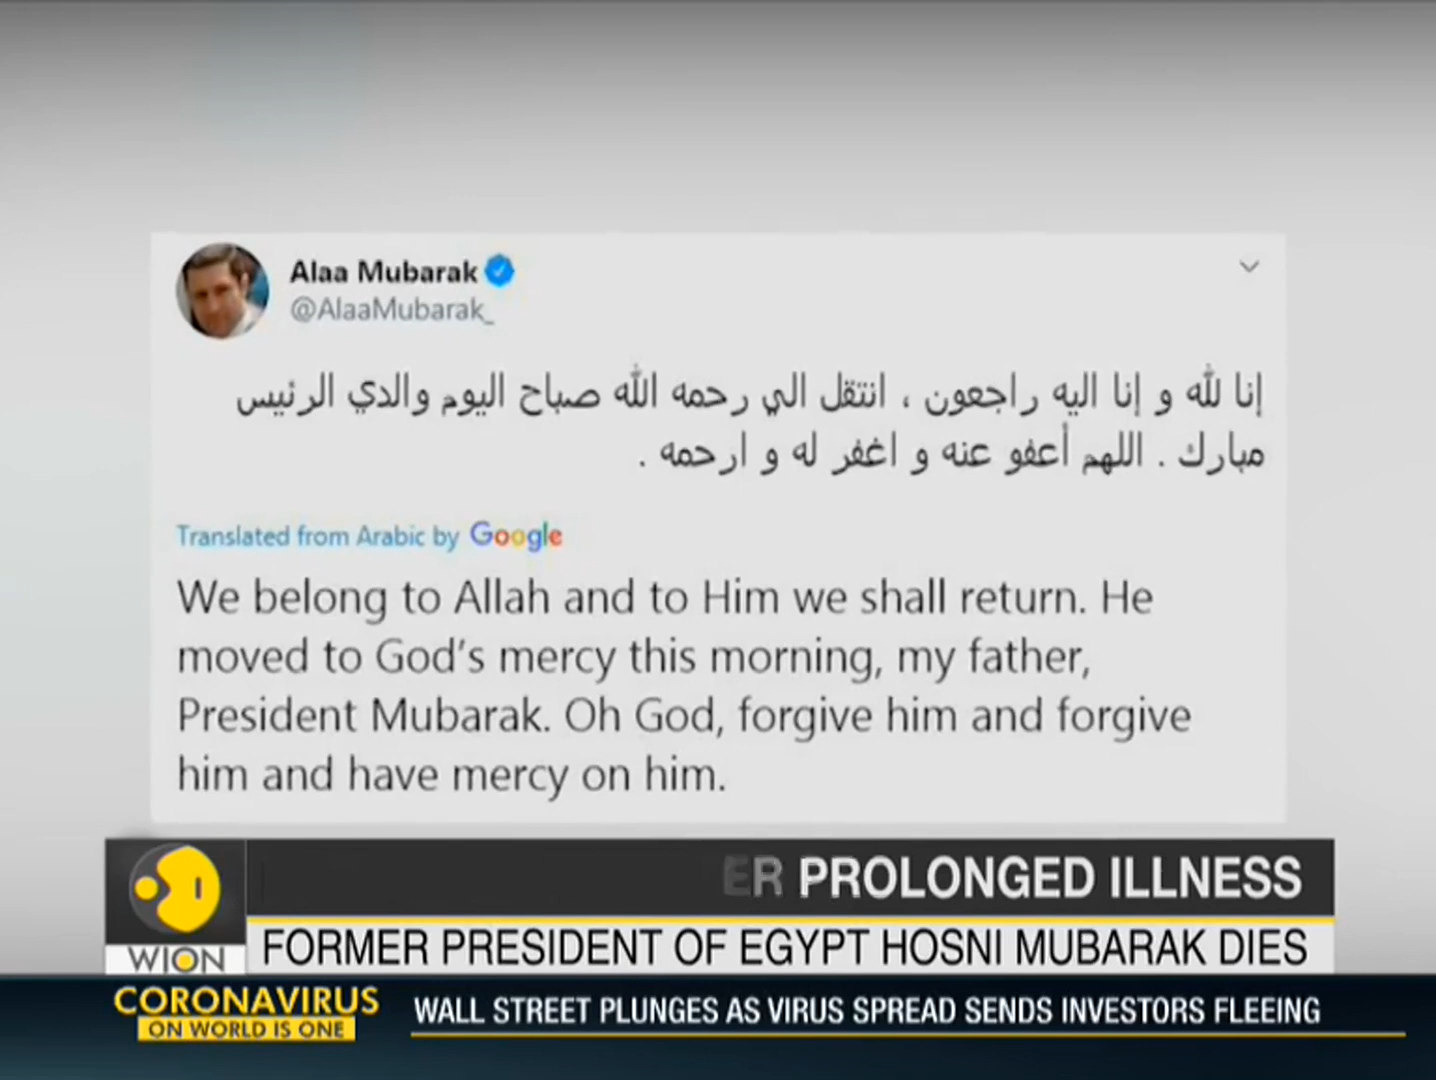 Alaa Mubarak
@AlaaMubarak_
إنا لله و إنا اليه راجعون ، انتقل الي رحمه الله صباح اليوم والدي الرئيس
مبارك . اللهم أعفو عنه و اغفر له و ارحمه .
Translated from Arabic by Google
We belong to Allah and to Him we shall return. He
moved to God's mercy this morning, my father,
President Mubarak. Oh God, forgive him and forgive
him and have mercy on him.
ER PROLONGED ILLNESS
WION
FORMER PRESIDENT OF EGYPT HOSNI MUBARAK DIES
CORONAVIRUS
ON WORLD IS ONE
WALL STREET PLUNGES AS VIRUS SPREAD SENDS INVESTORS FLEEING